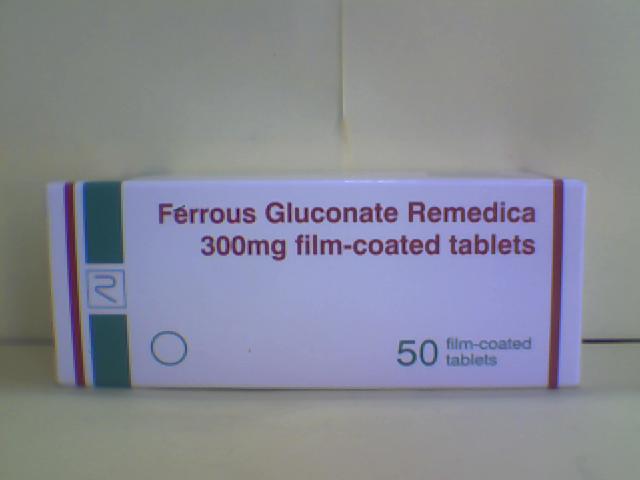 Ferrous Gluconate Remedica
300mg film-coated tablets
50 film-coated
tablets